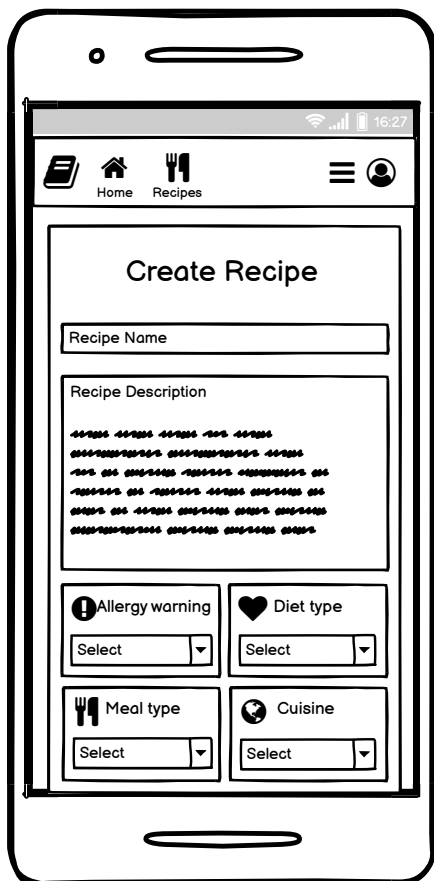 16:27
Home Recipes
Create Recipe
Recipe Name
Recipe Description
Allergy warning Diet type
Select Select
Meal type Cuisine
Select Select